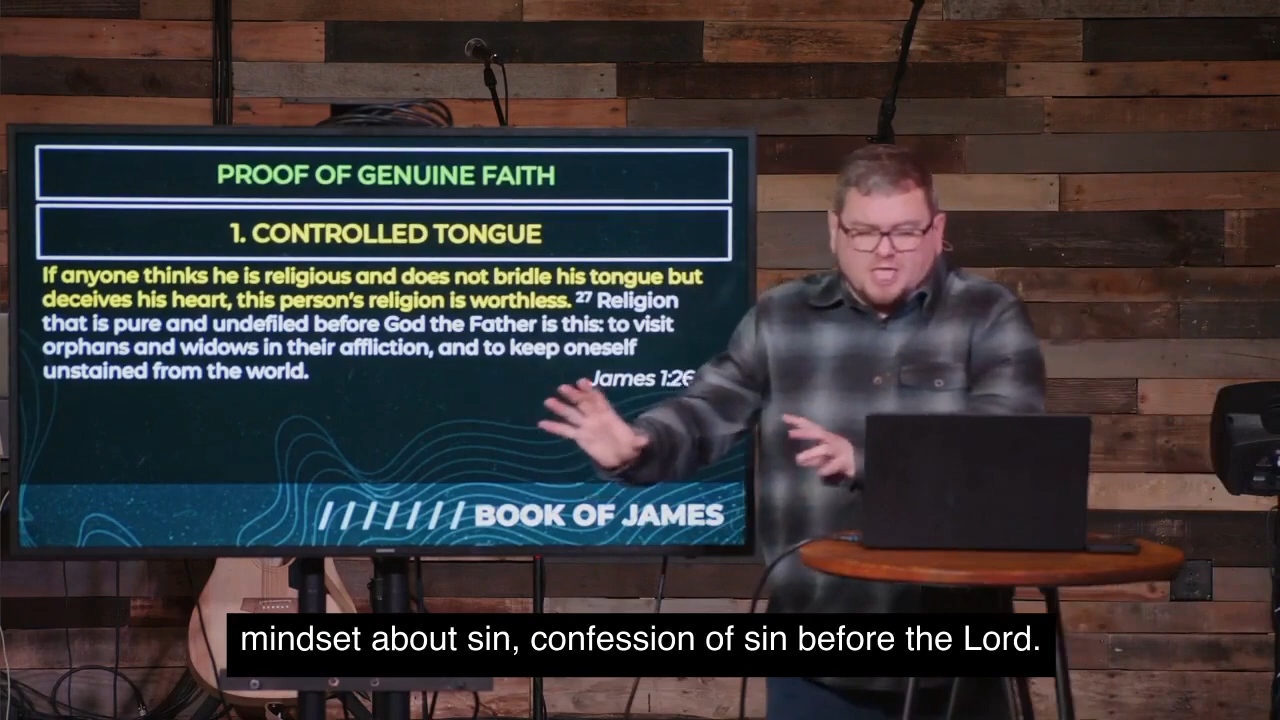 PROOF OF GENUINE FAITH
1. CONTROLLED TONGUE
If anyone thinks he is religious and does not bridle his tongue but
deceives his heart, this person's religion is worthless. 27 Religion
that is pure and undefiled before God the Father is this: to visit
orphans and widows in their affliction, and to keep oneself
unstained from the world.
James 1:26
/////// BOOK OF JAMES
mindset about sin, confession of sin before the Lord.